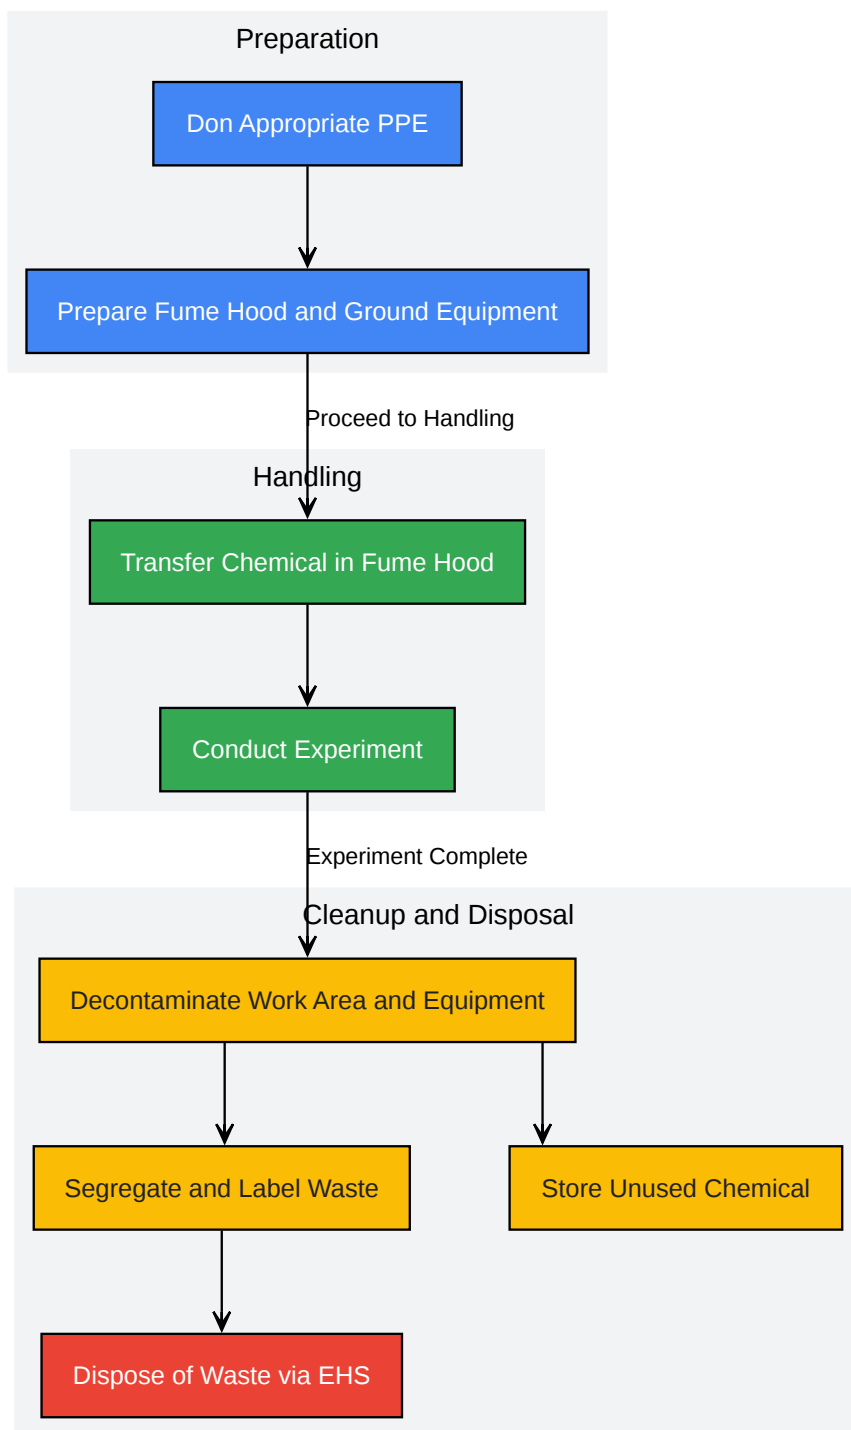 Preparation
Don Appropriate PPE
Prepare Fume Hood and Ground Equipment
Proceed to Handling
Handling
Transfer Chemical in Fume Hood
Conduct Experiment
Experiment Complete
Cleanup and Disposal
Decontaminate Work Area and Equipment
Segregate and Label Waste
Store Unused Chemical
Dispose of Waste via EHS